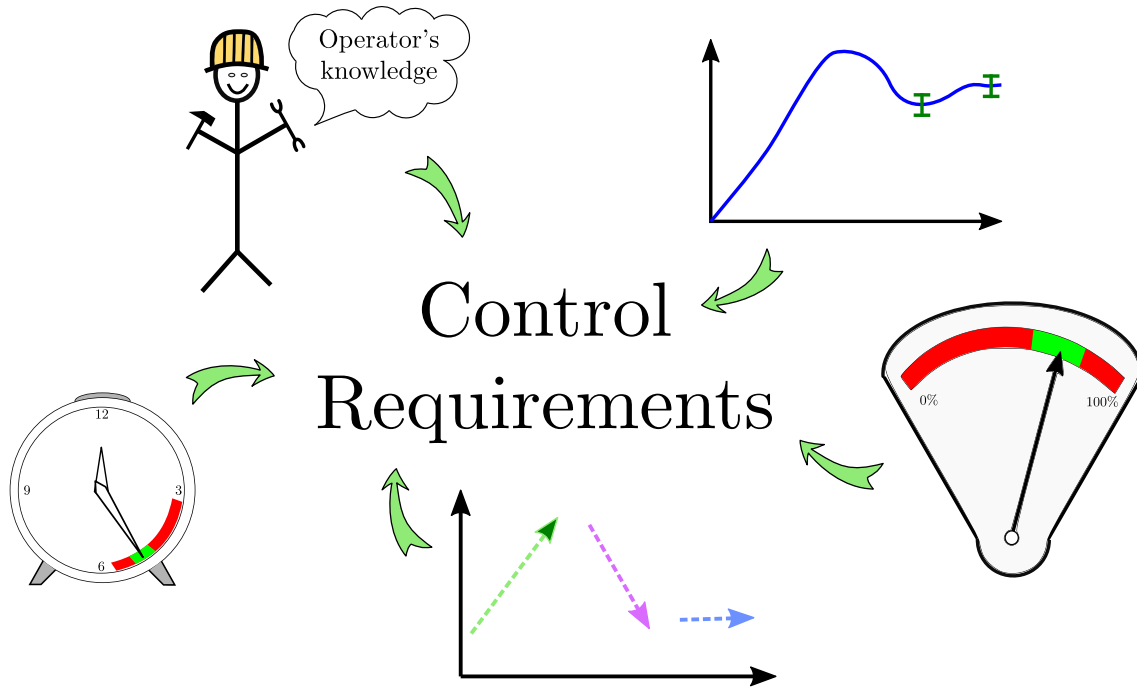 Operator's
knowledge
Control
Requirements
12
9
3
6
0%
100%